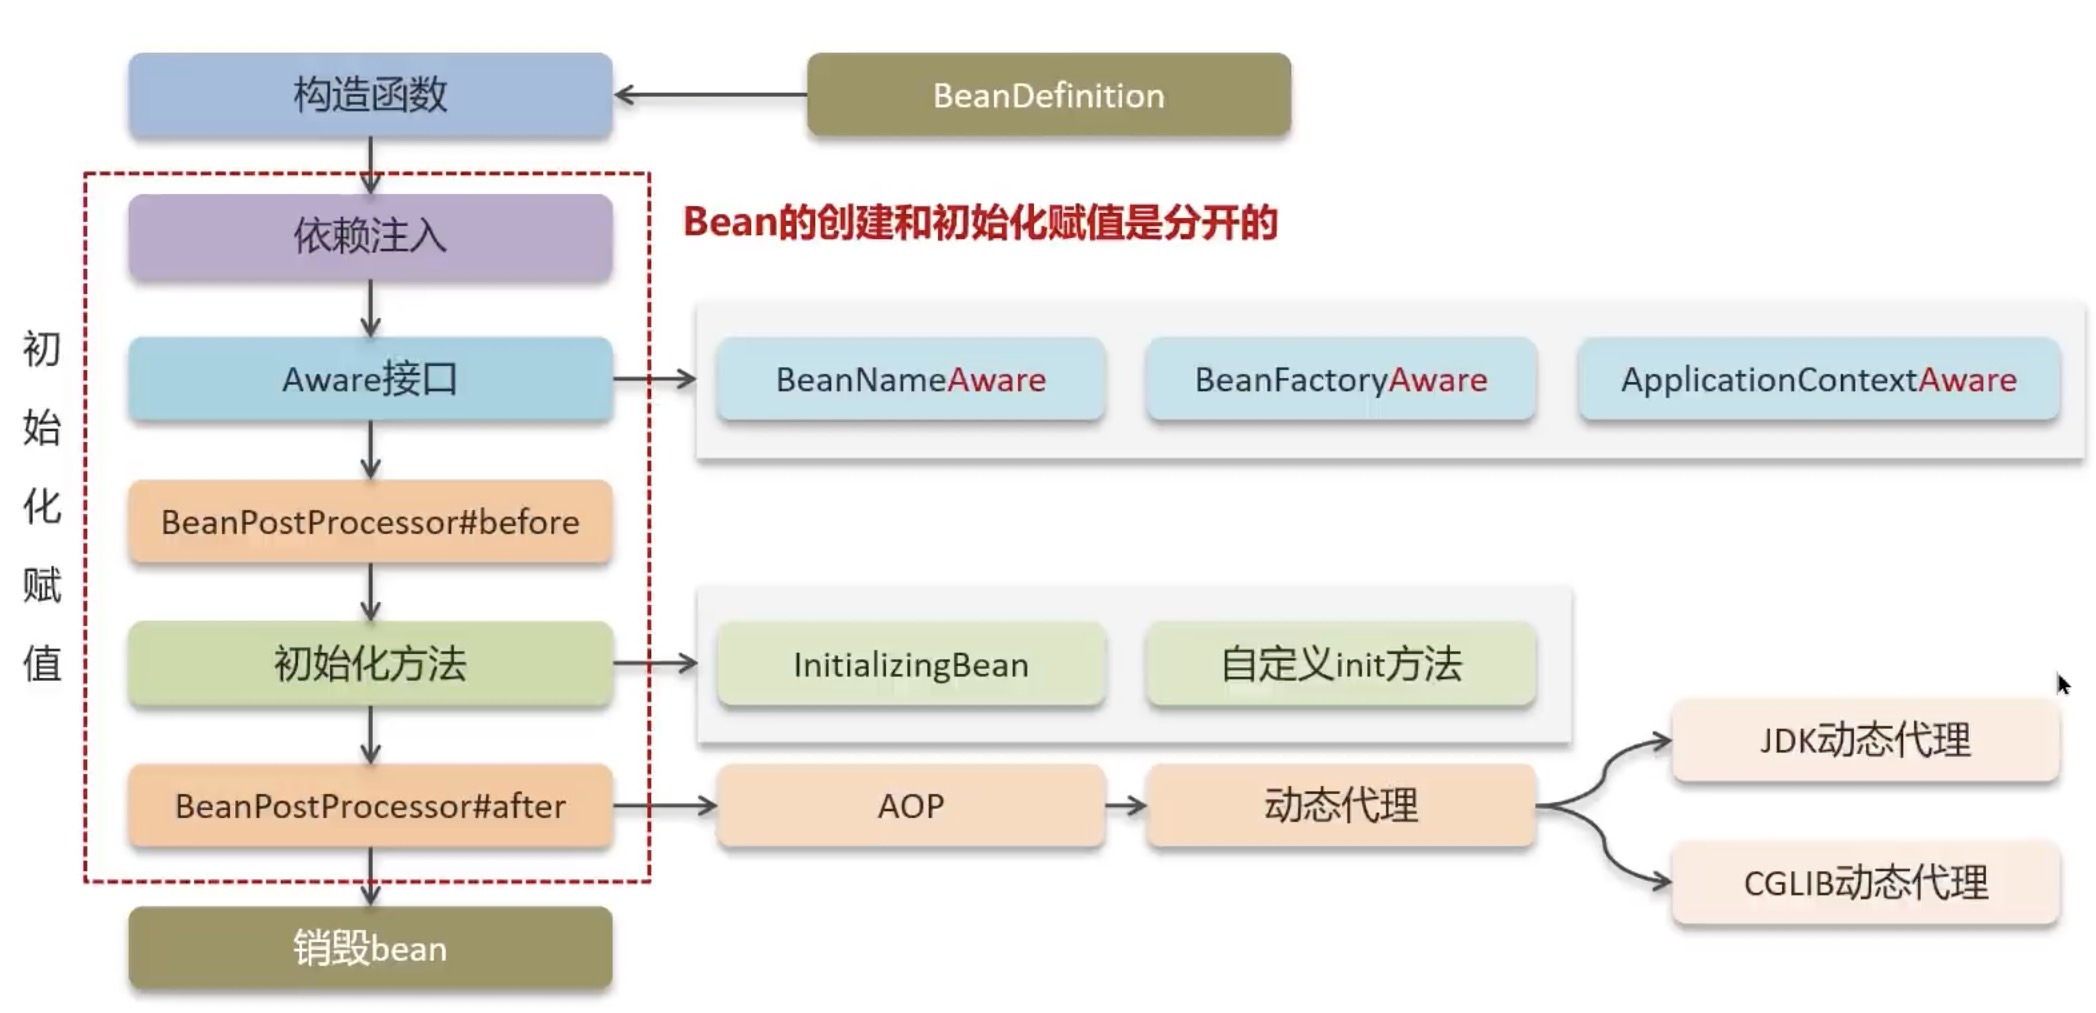 构造函数
BeanDefinition
依赖注入
Bean的创建和初始化赋值是分开的
初始化赋值
Aware接口
BeanNameAware
BeanFactoryAware
ApplicationContextAware
BeanPostProcessor#before
初始化方法
InitializingBean
自定义init方法
BeanPostProcessor#after
AOP
动态代理
JDK动态代理
CGLIB动态代理
销毁bean